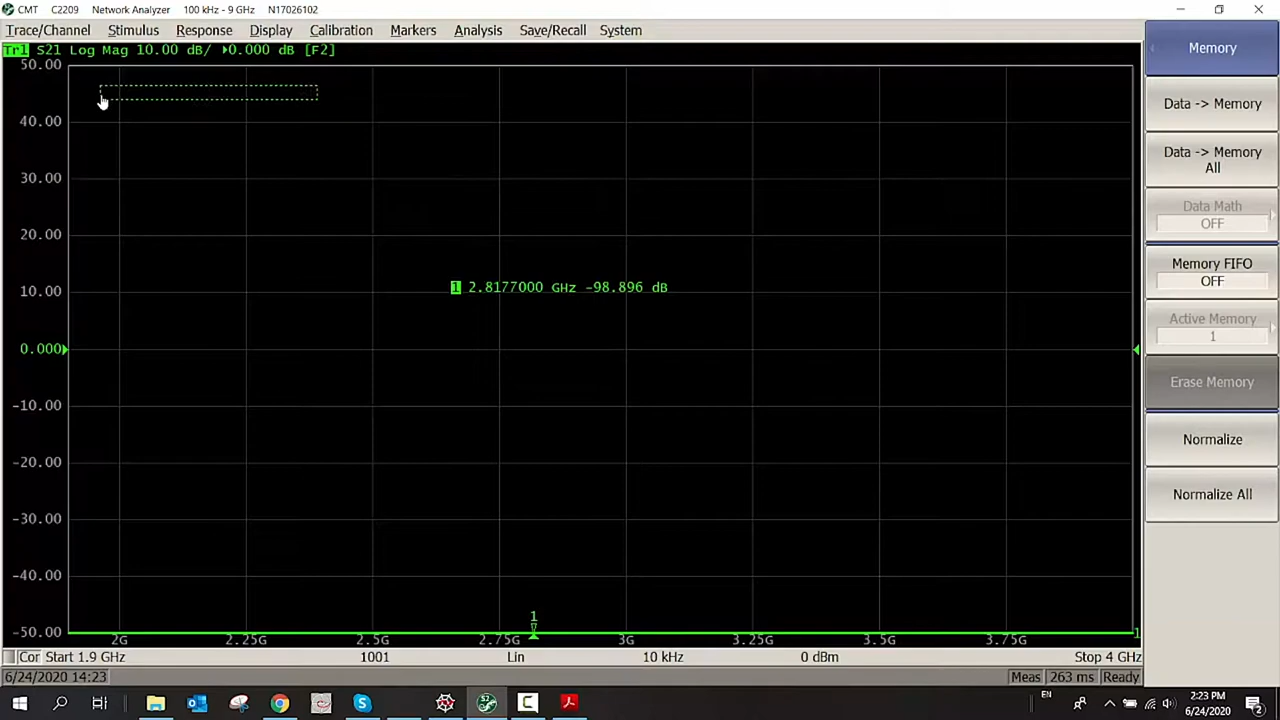 CMT C2209 Network Analyzer 100 kHz - 9 GHz N17026102
Trace/Channel Stimulus Response Display Calibration Markers Analysis Save/Recall System
Tr1 S21 Log Mag 10.00 dB/ 0.000 dB [F2]
50.00
40.00
30.00
20.00
10.00
0.000
-10.00
-20.00
-30.00
-40.00
-50.00
1 2.8177000 GHz -98.896 dB
1
1
2G 2.25G 2.5G 2.75G 3G 3.25G 3.5G 3.75G
Cor Start 1.9 GHz 1001 Lin 10 kHz 0 dBm Stop 4 GHz
6/24/2020 14:23 Meas 263 ms Ready
Memory
Data -> Memory
Data -> Memory
All
Data Math
OFF
Memory FIFO
OFF
Active Memory
1
Erase Memory
Normalize
Normalize All
EN
2:23 PM
6/24/2020
2